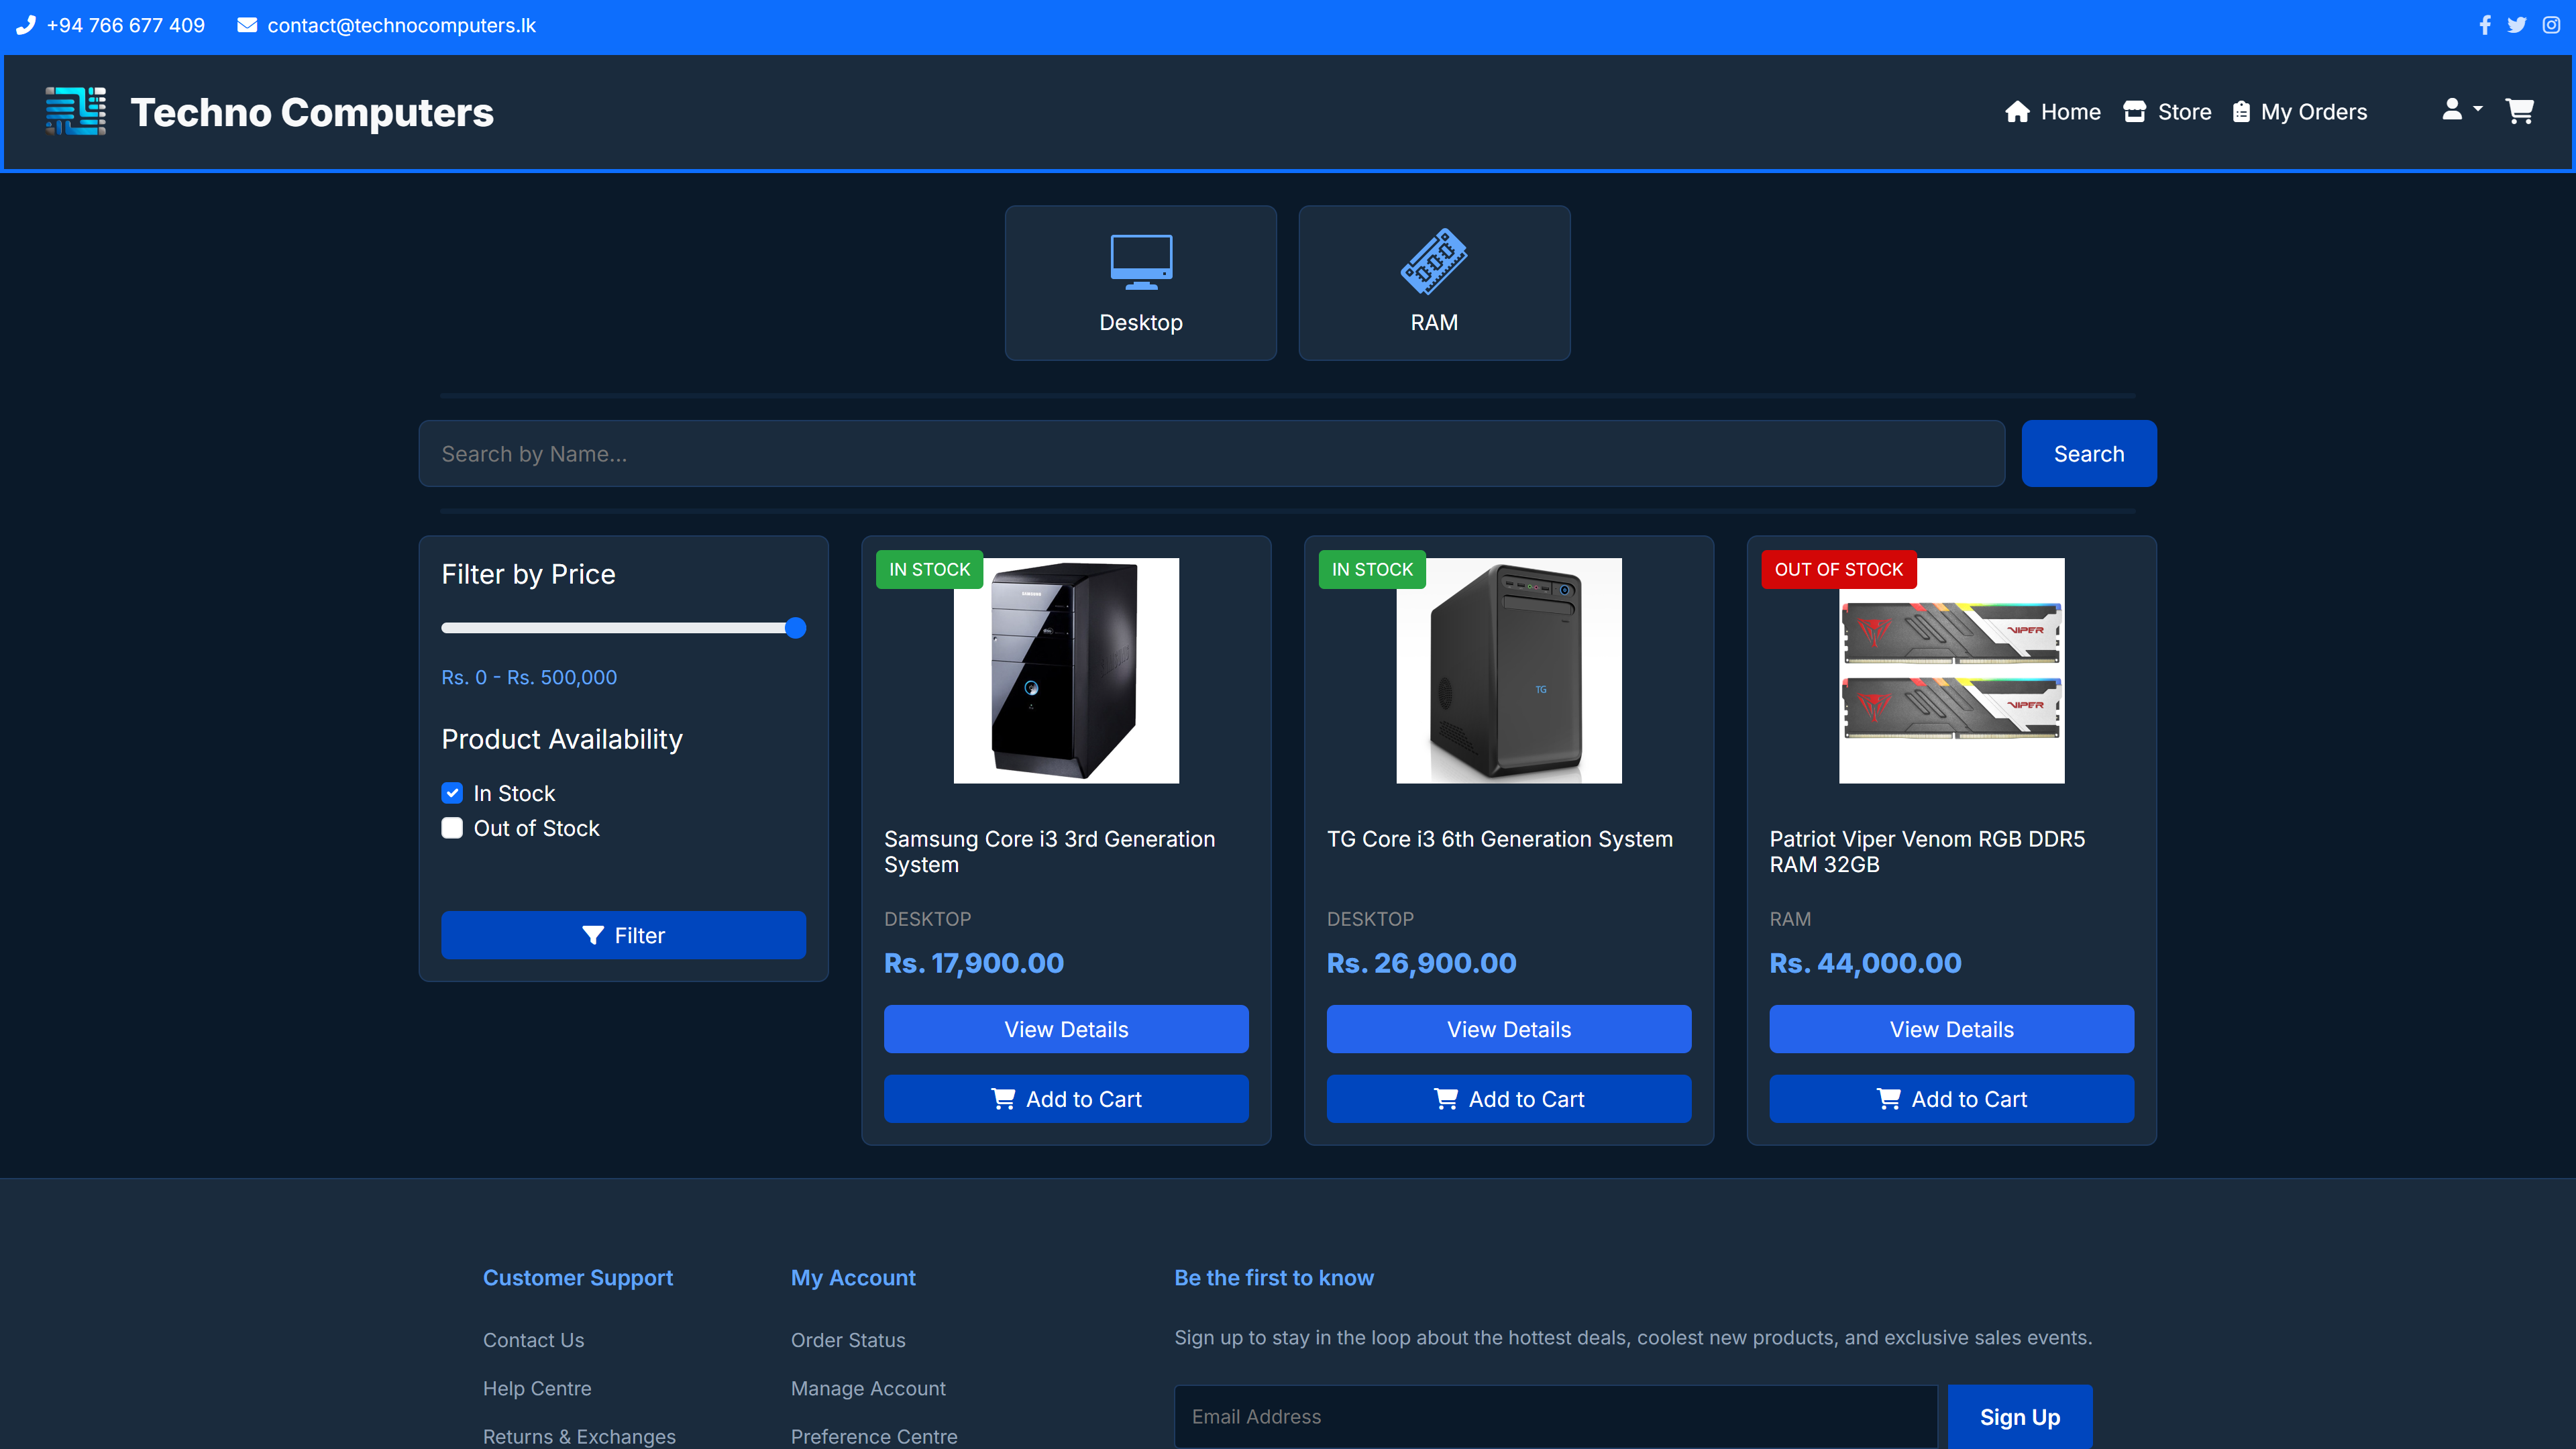 +94 766 677 409
contact@technocomputers.lk
Techno Computers
Home
Store
My Orders
Desktop
RAM
Search by Name...
Search
Filter by Price
Rs. 0 - Rs. 500,000
Product Availability
In Stock
Out of Stock
Filter
IN STOCK
SAMSUNG
Samsung Core i3 3rd Generation
System
DESKTOP
Rs. 17,900.00
View Details
Add to Cart
IN STOCK
TG
TG Core i3 6th Generation System
DESKTOP
Rs. 26,900.00
View Details
Add to Cart
OUT OF STOCK
VIPER
VIPER
Patriot Viper Venom RGB DDR5
RAM 32GB
RAM
Rs. 44,000.00
View Details
Add to Cart
Customer Support
Contact Us
Help Centre
Returns & Exchanges
My Account
Order Status
Manage Account
Preference Centre
Be the first to know
Sign up to stay in the loop about the hottest deals, coolest new products, and exclusive sales events.
Email Address
Sign Up